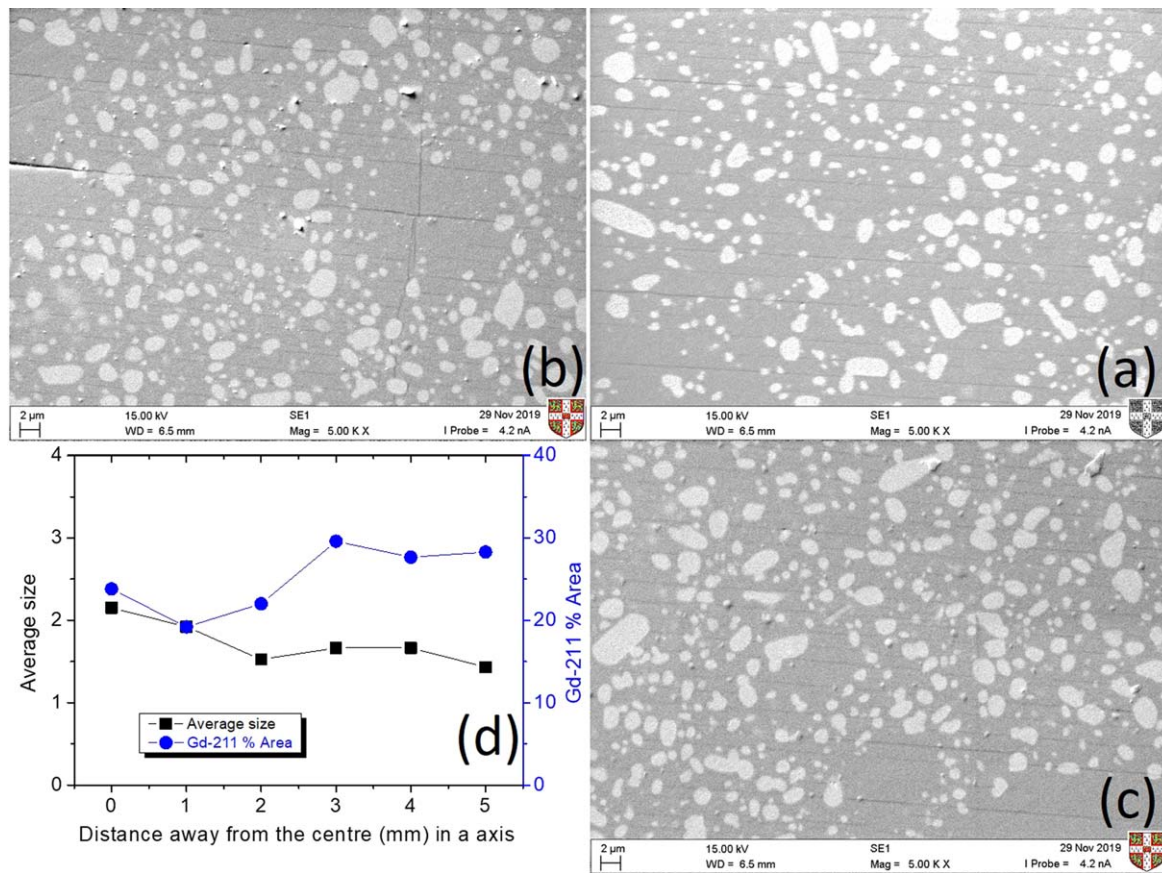 (b)
2 µm 15.00 kV SE1 29 Nov 2019
WD = 6.5 mm Mag = 5.00 K X I Probe = 4.2 nA
(a)
2 µm 15.00 kV SE1 29 Nov 2019
WD = 6.5 mm Mag = 5.00 K X I Probe = 4.2 nA
4
3
2
1
0
Average size
40
30
20
10
0
Gd-211 % Area
Average size
Gd-211 % Area
(d)
0 1 2 3 4 5
Distance away from the centre (mm) in a axis
(c)
2 µm 15.00 kV SE1 29 Nov 2019
WD = 6.5 mm Mag = 5.00 K X I Probe = 4.2 nA